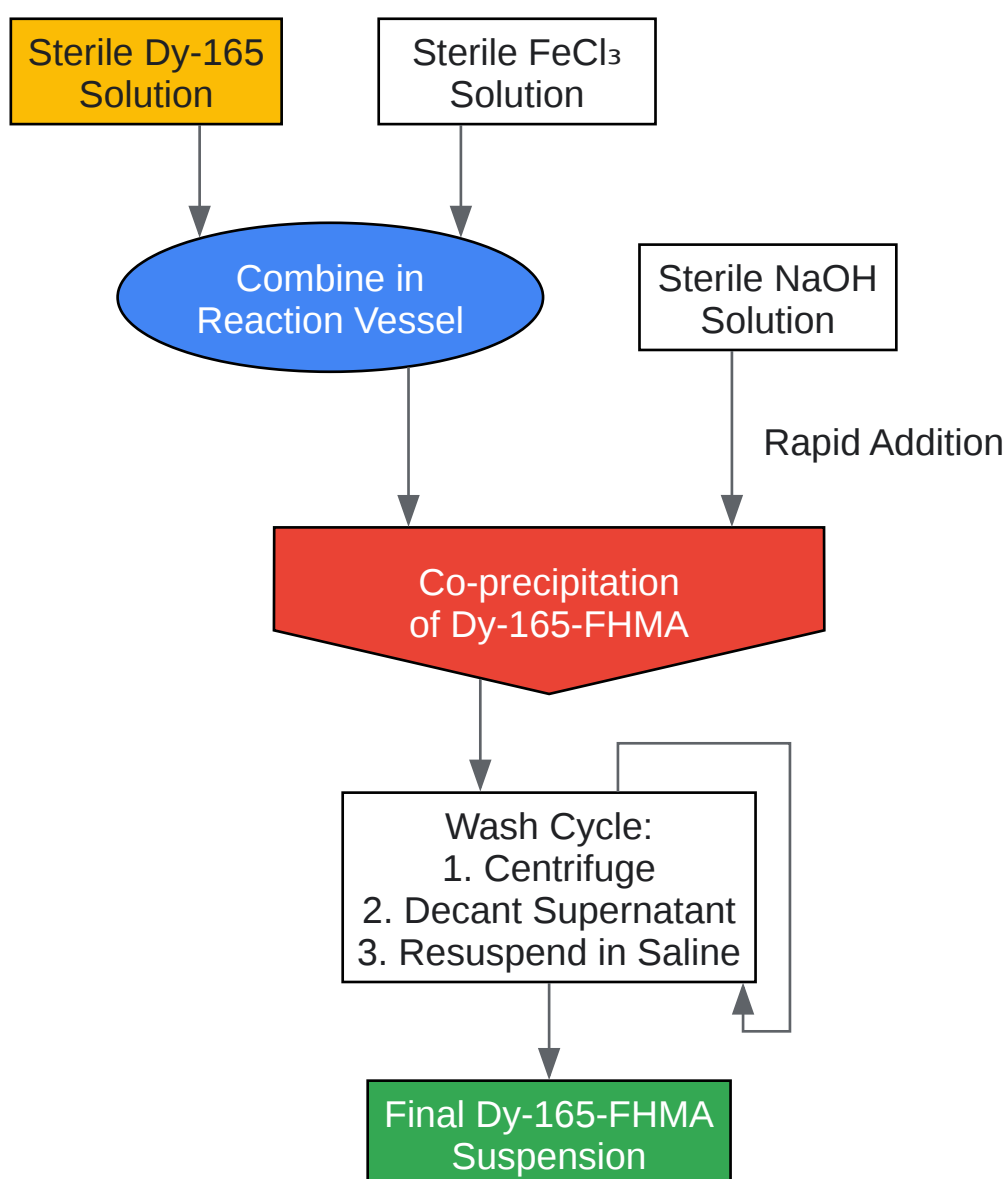 Sterile Dy-165
Solution
Sterile FeCl₃
Solution
Combine in
Reaction Vessel
Sterile NaOH
Solution
Rapid Addition
Co-precipitation
of Dy-165-FHMA
Wash Cycle:
1. Centrifuge
2. Decant Supernatant
3. Resuspend in Saline
Final Dy-165-FHMA
Suspension